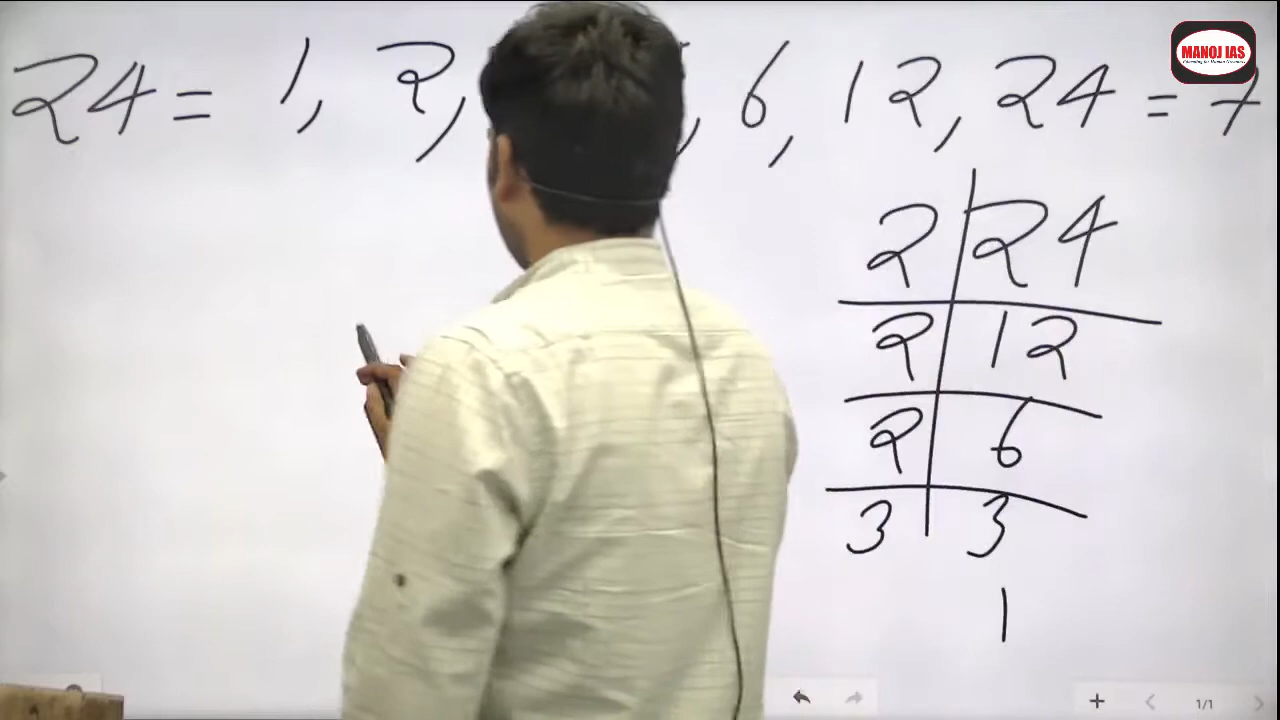 MANOJ IAS
24 = 1, 2, , 6, 12, 24 = 7
2 | 24
2 | 12
2 | 6
3 | 3
1
1/1